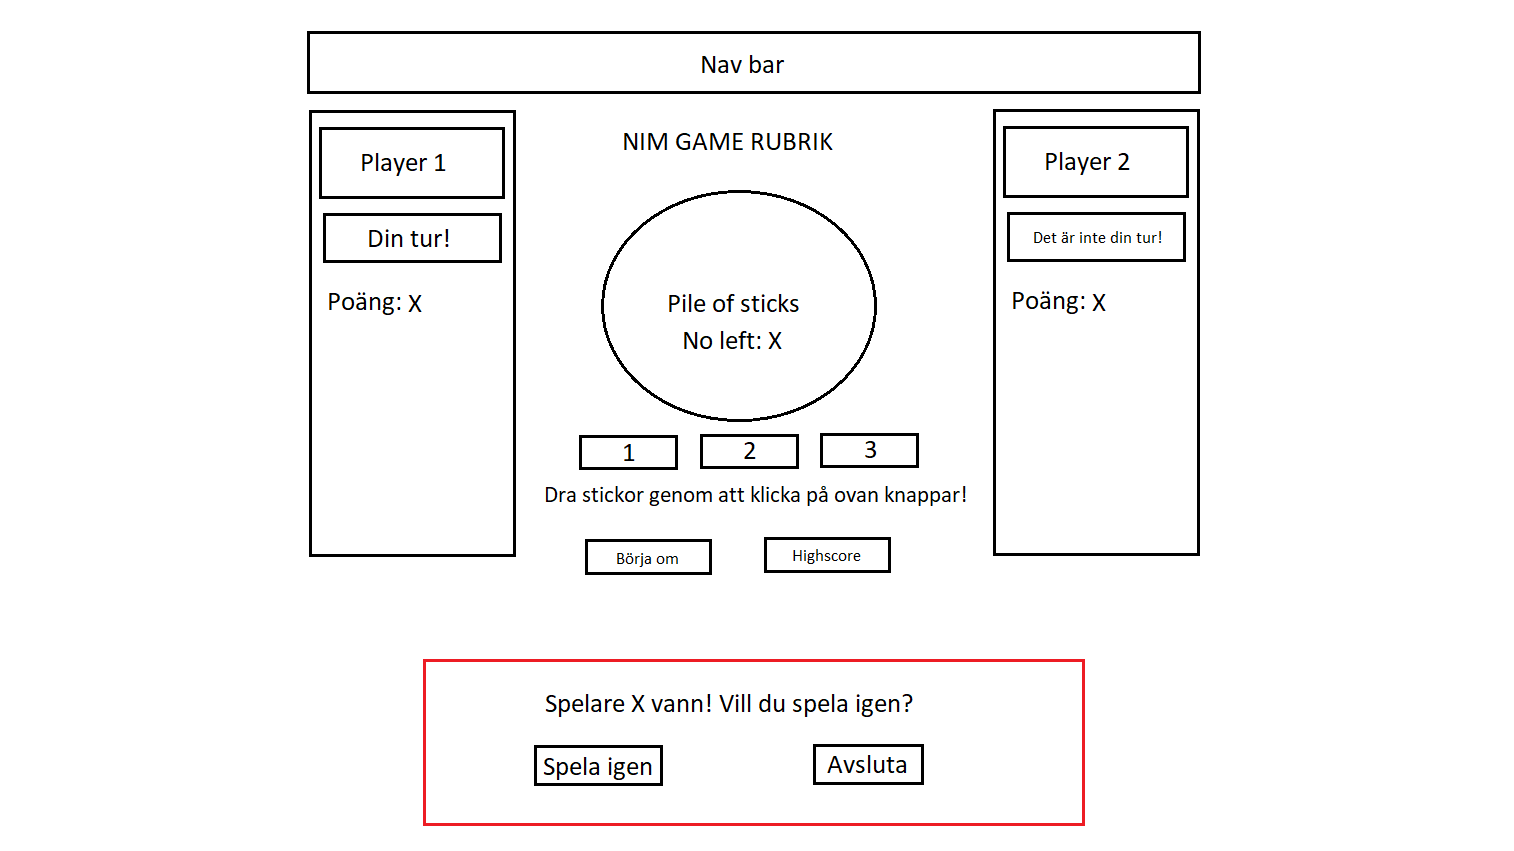 Nav bar
Player 1
Din tur!
Poäng: X
NIM GAME RUBRIK
Pile of sticks
No left: X
1
2
3
Dra stickor genom att klicka på ovan knappar!
Börja om
Highscore
Player 2
Det är inte din tur!
Poäng: X
Spelare X vann! Vill du spela igen?
Spela igen
Avsluta